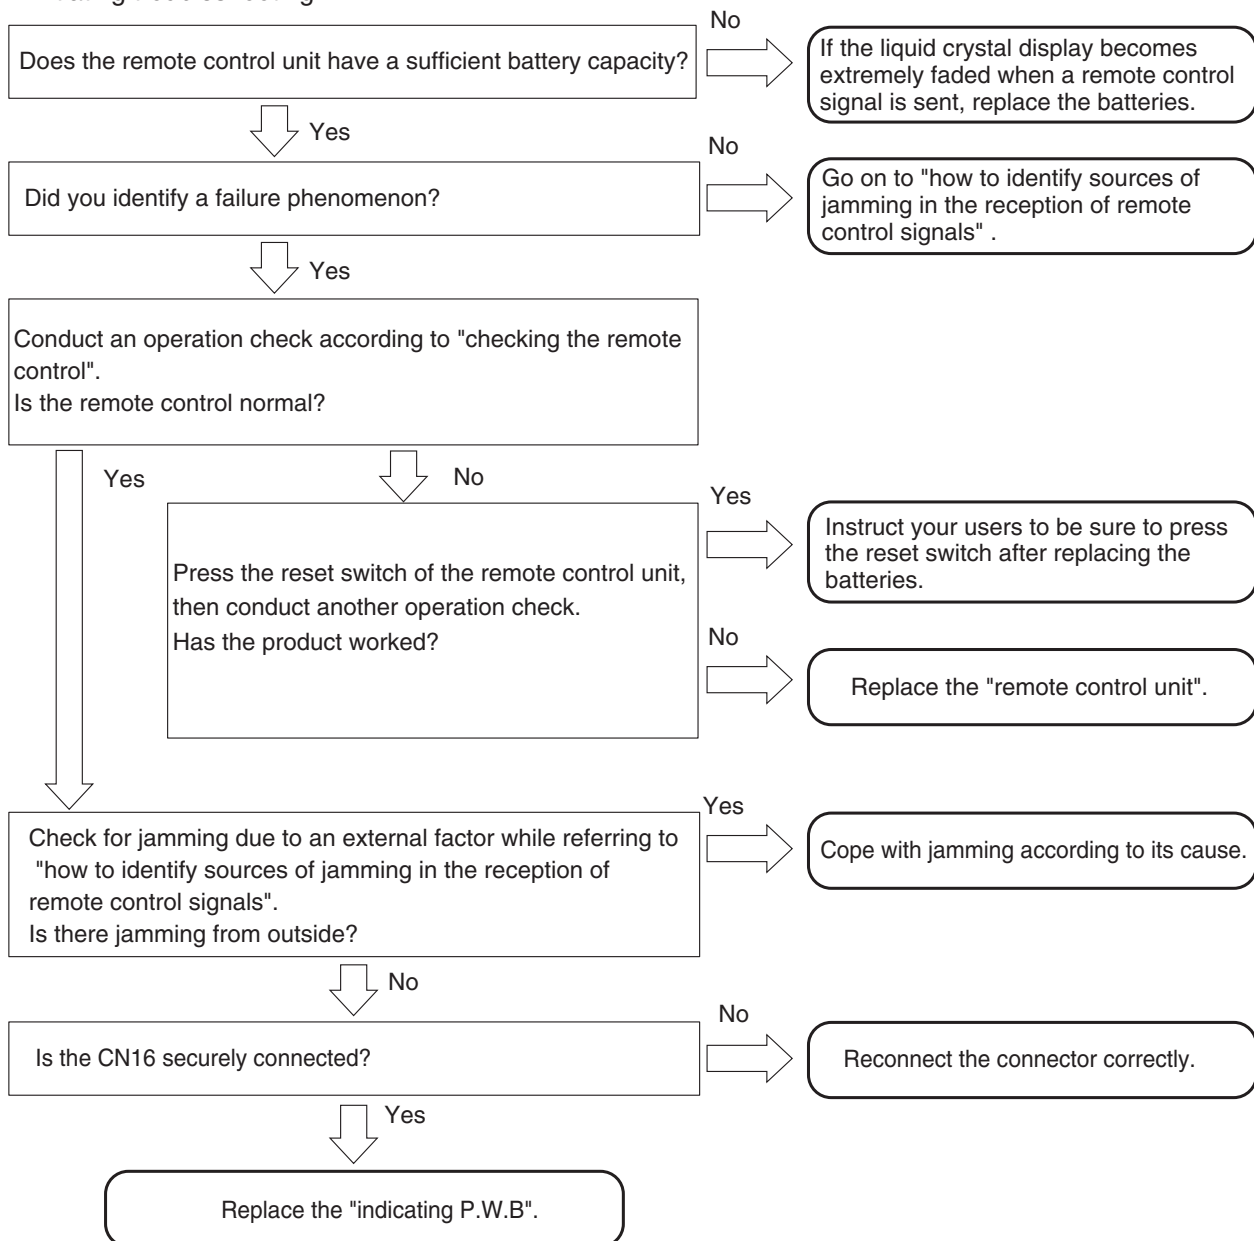 No
Does the remote control unit have a sufficient battery capacity?
If the liquid crystal display becomes
extremely faded when a remote control
signal is sent, replace the batteries.
Yes
No
Did you identify a failure phenomenon?
Go on to "how to identify sources of
jamming in the reception of remote
control signals" .
Yes
Conduct an operation check according to "checking the remote
control".
Is the remote control normal?
Yes
No
Press the reset switch of the remote control unit,
then conduct another operation check.
Has the product worked?
Yes
Instruct your users to be sure to press
the reset switch after replacing the
batteries.
No
Replace the "remote control unit".
Check for jamming due to an external factor while referring to
"how to identify sources of jamming in the reception of
remote control signals".
Is there jamming from outside?
Yes
Cope with jamming according to its cause.
No
Is the CN16 securely connected?
No
Reconnect the connector correctly.
Yes
Replace the "indicating P.W.B".